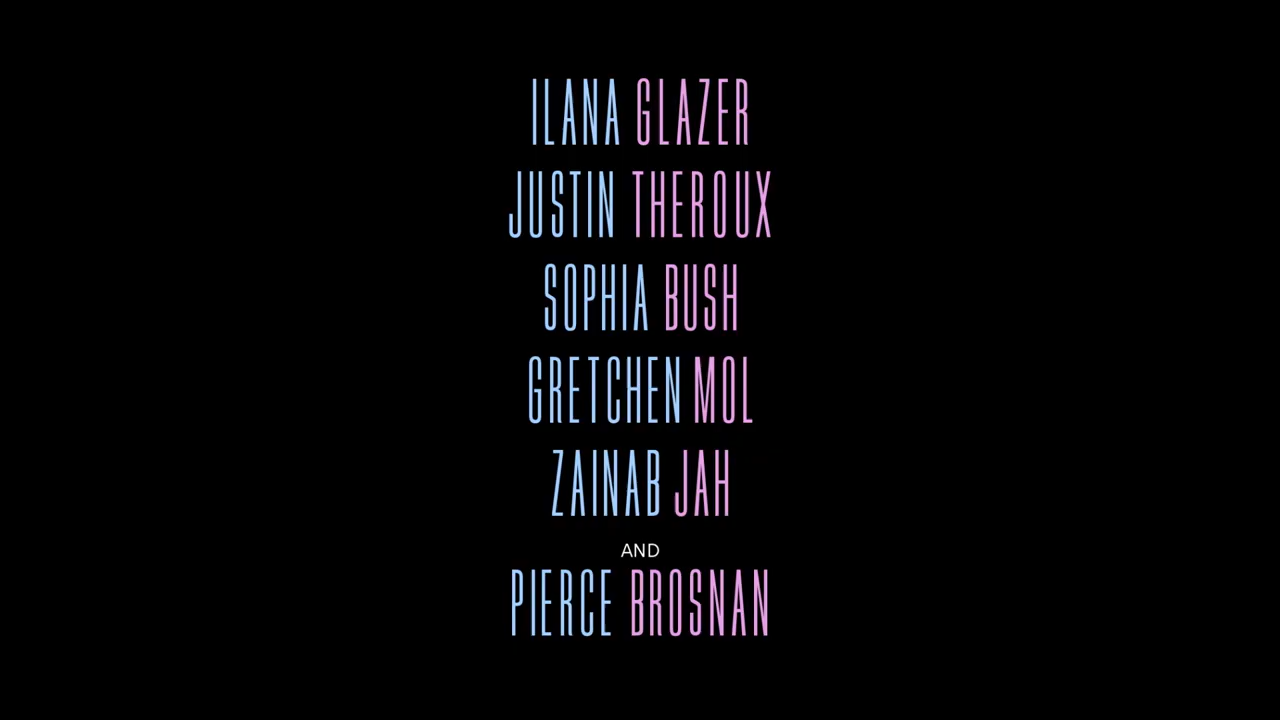 ILANA GLAZER
JUSTIN THEROUX
SOPHIA BUSH
GRETCHEN MOL
ZAINAB JAH
AND
PIERCE BROSNAN